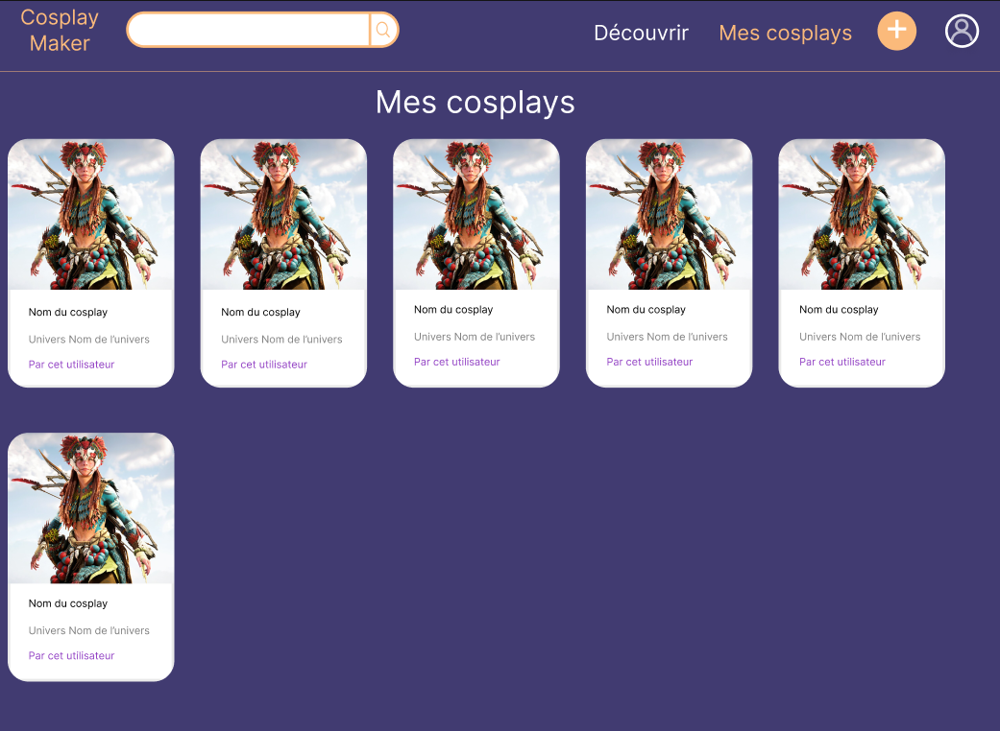 Cosplay
Maker
Découvrir
Mes cosplays
Mes cosplays
Nom du cosplay
Univers Nom de l'univers
Par cet utilisateur
Nom du cosplay
Univers Nom de l'univers
Par cet utilisateur
Nom du cosplay
Univers Nom de l'univers
Par cet utilisateur
Nom du cosplay
Univers Nom de l'univers
Par cet utilisateur
Nom du cosplay
Univers Nom de l'univers
Par cet utilisateur
Nom du cosplay
Univers Nom de l'univers
Par cet utilisateur